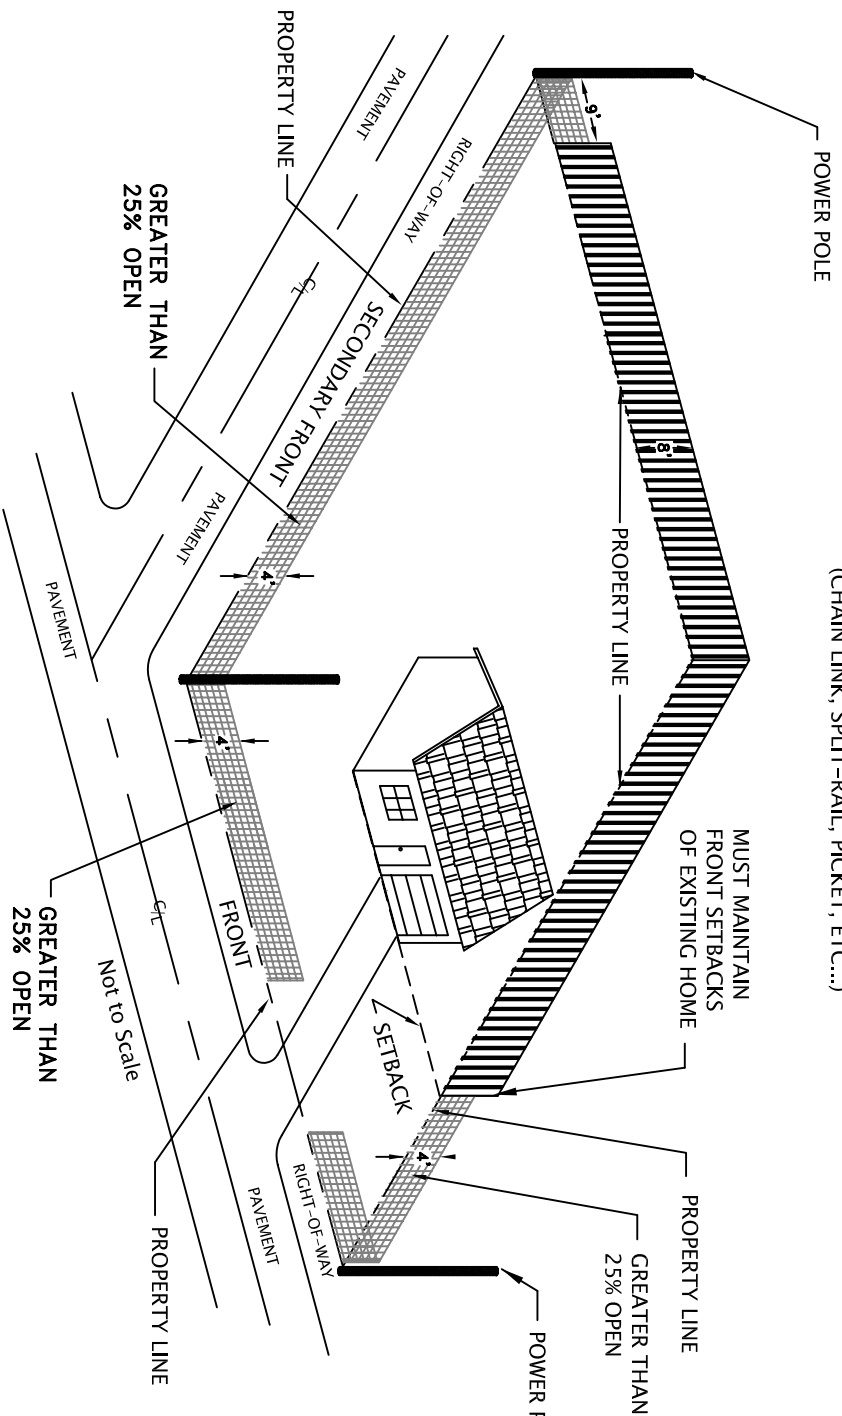 (CHAIN LINK, SPLIT-RAIL, PICKET, ETC...)
POWER POLE
9'
8'
PROPERTY LINE
MUST MAINTAIN
FRONT SETBACKS
OF EXISTING HOME
PROPERTY LINE
GREATER THAN
25% OPEN
POWER
PROPERTY LINE
PAVEMENT
RIGHT-OF-WAY
C/L
SECONDARY FRONT
GREATER THAN
25% OPEN
PAVEMENT
4'
PAVEMENT
4'
SETBACK
4'
FRONT
C/L
RIGHT-OF-WAY
PAVEMENT
GREATER THAN
25% OPEN
Not to Scale
PROPERTY LINE